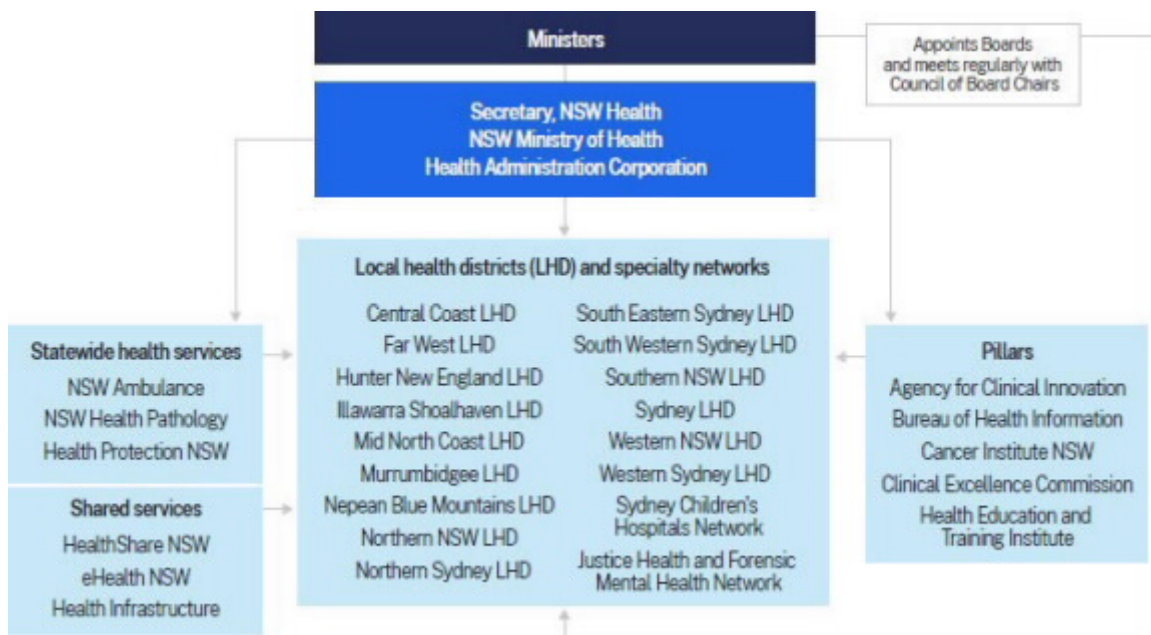 Ministers
Appoints Boards
and meets regularly with
Council of Board Chairs
Secretary, NSW Health
NSW Ministry of Health
Health Administration Corporation
Local health districts (LHD) and specialty networks
Central Coast LHD
Far West LHD
Hunter New England LHD
Illawarra Shoalhaven LHD
Mid North Coast LHD
Murrumbidgee LHD
Nepean Blue Mountains LHD
Northern NSW LHD
Northern Sydney LHD
South Eastern Sydney LHD
South Western Sydney LHD
Southern NSW LHD
Sydney LHD
Western NSW LHD
Western Sydney LHD
Sydney Children's
Hospitals Network
Justice Health and Forensic
Mental Health Network
Statewide health services
NSW Ambulance
NSW Health Pathology
Health Protection NSW
Shared services
HealthShare NSW
eHealth NSW
Health Infrastructure
Pillars
Agency for Clinical Innovation
Bureau of Health Information
Cancer Institute NSW
Clinical Excellence Commission
Health Education and
Training Institute